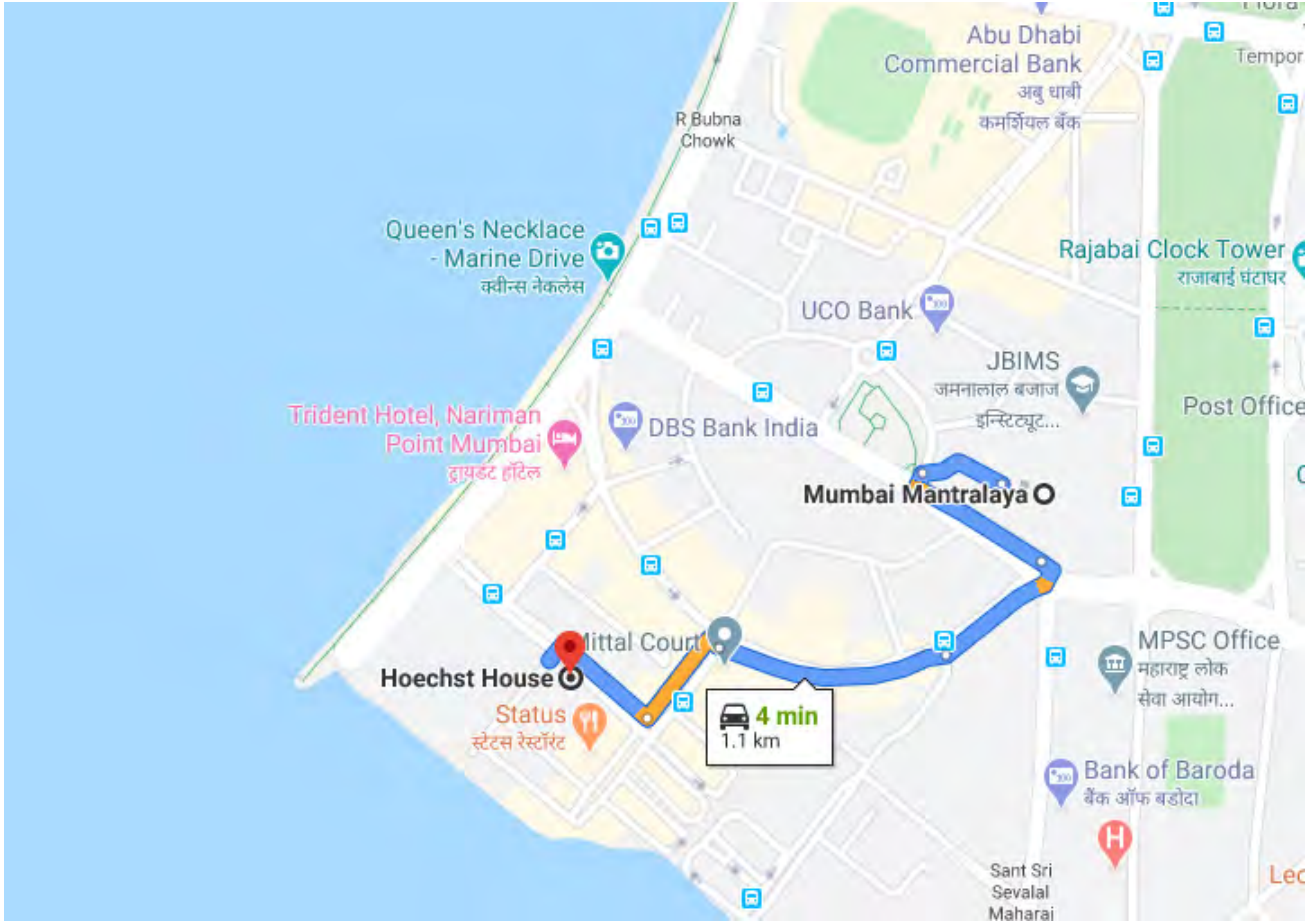 Flora
Abu Dhabi
Commercial Bank
अबु धाबी
कमर्शियल बँक
Tempor
R Bubna
Chowk
Queen's Necklace
- Marine Drive
क्वीन्स नेकलेस
Rajabai Clock Tower
राजाबाई घंटाघर
UCO Bank
JBIMS
जमनालाल बजाज
इन्स्टिट्यूट...
Post Office
Trident Hotel, Nariman
Point Mumbai
ट्रायडंट हॉटेल
DBS Bank India
Mumbai Mantralaya
Mittal Court
MPSC Office
महाराष्ट्र लोक
सेवा आयोग...
Hoechst House
Status
स्टेटस रेस्टॉरंट
4 min
1.1 km
Bank of Baroda
बैंक ऑफ बडोदा
H
Sant Sri
Sevalal
Maharaj
Leo